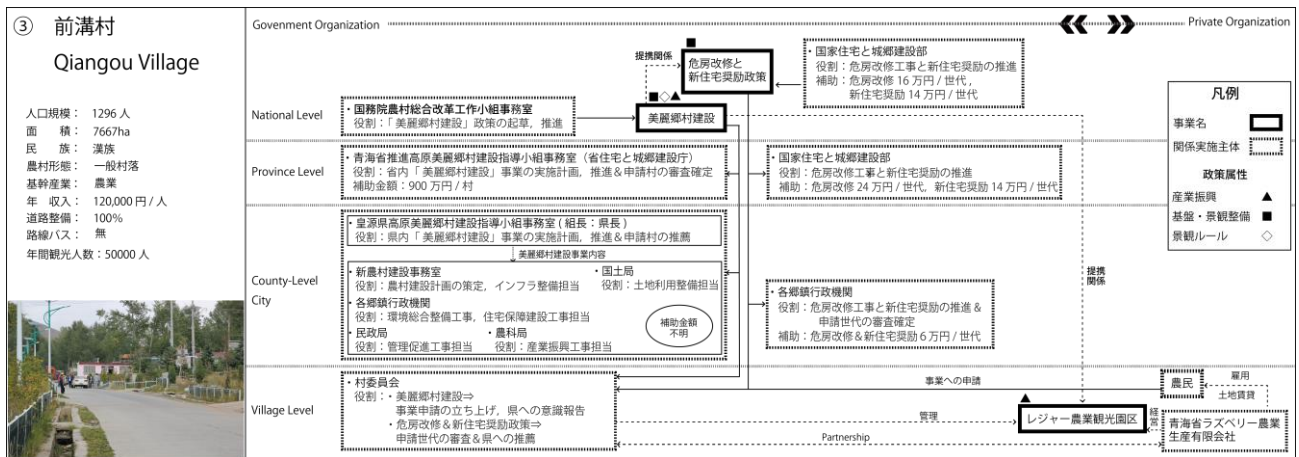 ③ 前溝村
Qiangou Village
人口規模： 1296 人
面　積： 7667ha
民　族： 漢族
農村形態： 一般村落
基幹産業： 農業
年　収入： 120,000 円 / 人
道路整備： 100%
路線バス： 無
年間観光人数：50000 人
Govenment Organization
Private Organization
National Level
・国務院農村総合改革工作小組事務室
役割：「美麗郷村建設」政策の起草，推進
提携関係
■
危房改修と
新住宅奨励政策
■◇▲
美麗郷村建設
・国家住宅と城郷建設部
役割：危房改修工事と新住宅奨励の推進
補助：危房改修 16 万円 / 世代 ,
新住宅奨励 14 万円 / 世代
凡例
事業名
関係実施主体
政策属性
産業振興 ▲
基盤・景観整備 ■
景観ルール ◇
Province Level
・青海省推進高原美麗郷村建設指導小組事務室（省住宅と城郷建設庁）
役割：省内「美麗郷村建設」事業の実施計画，推進＆申請村の審査確定
補助金額：900 万円 / 村
・国家住宅と城郷建設部
役割：危房改修工事と新住宅奨励の推進
補助：危房改修 24 万円 / 世代，新住宅奨励 14 万円 / 世代
County-Level
City
・皇源県高原美麗郷村建設指導小組事務室 ( 組長：県長 )
役割：県内「美麗郷村建設」事業の実施計画，推進＆申請村の推薦
美麗郷村建設事業内容
・新農村建設事務室
役割：農村建設計画の策定，インフラ整備担当
・国土局
役割：土地利用整備担当
・各郷鎮行政機関
役割：環境総合整備工事，住宅保障建設工事担当
・民政局
役割：管理促進工事担当
・農科局
役割：産業振興工事担当
補助金額
不明
・各郷鎮行政機関
役割：危房改修工事と新住宅奨励の推進＆
申請世代の審査確定
補助：危房改修＆新住宅奨励 6 万円 / 世代
提携
関係
Village Level
・村委員会
役割：・美麗郷村建設⇒
事業申請の立ち上げ，県への意識報告
・危房改修＆新住宅奨励政策⇒
申請世代の審査＆県への推薦
事業への申請
管理
Partnership
▲
レジャー農業観光園区
経営
農民
雇用
土地賃貸
青海省ラズベリー農業
生産有限会社